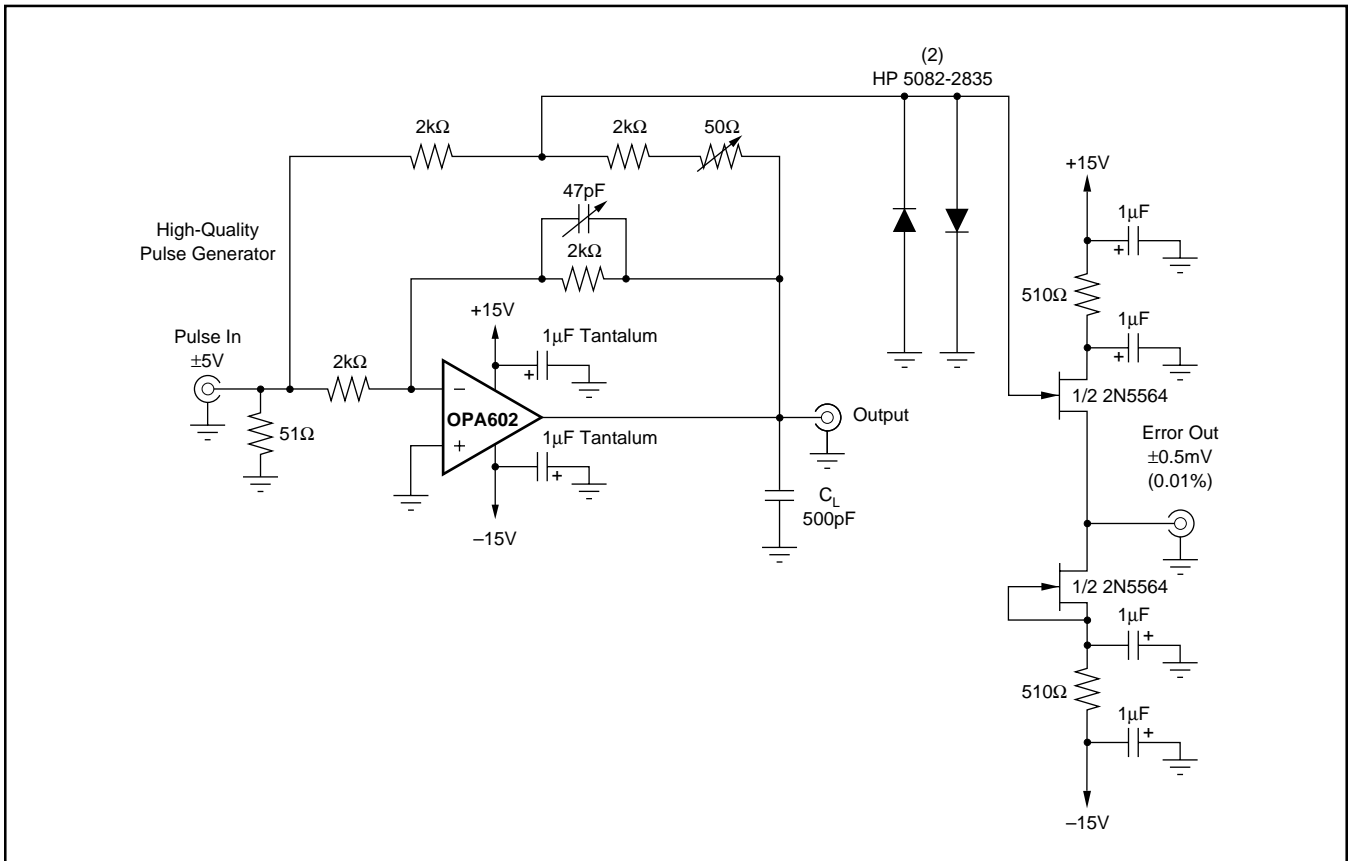 (2)
HP 5082-2835
2kΩ
2kΩ
50Ω
+15V
47pF
1µF
+
High-Quality
Pulse Generator
2kΩ
510Ω
+15V
1µF
+
Pulse In
±5V
1µF Tantalum
+
2kΩ
–
1/2 2N5564
OPA602
Output
51Ω
+
1µF Tantalum
+
Error Out
±0.5mV
(0.01%)
CL
500pF
–15V
1/2 2N5564
1µF
+
510Ω
1µF
+
–15V